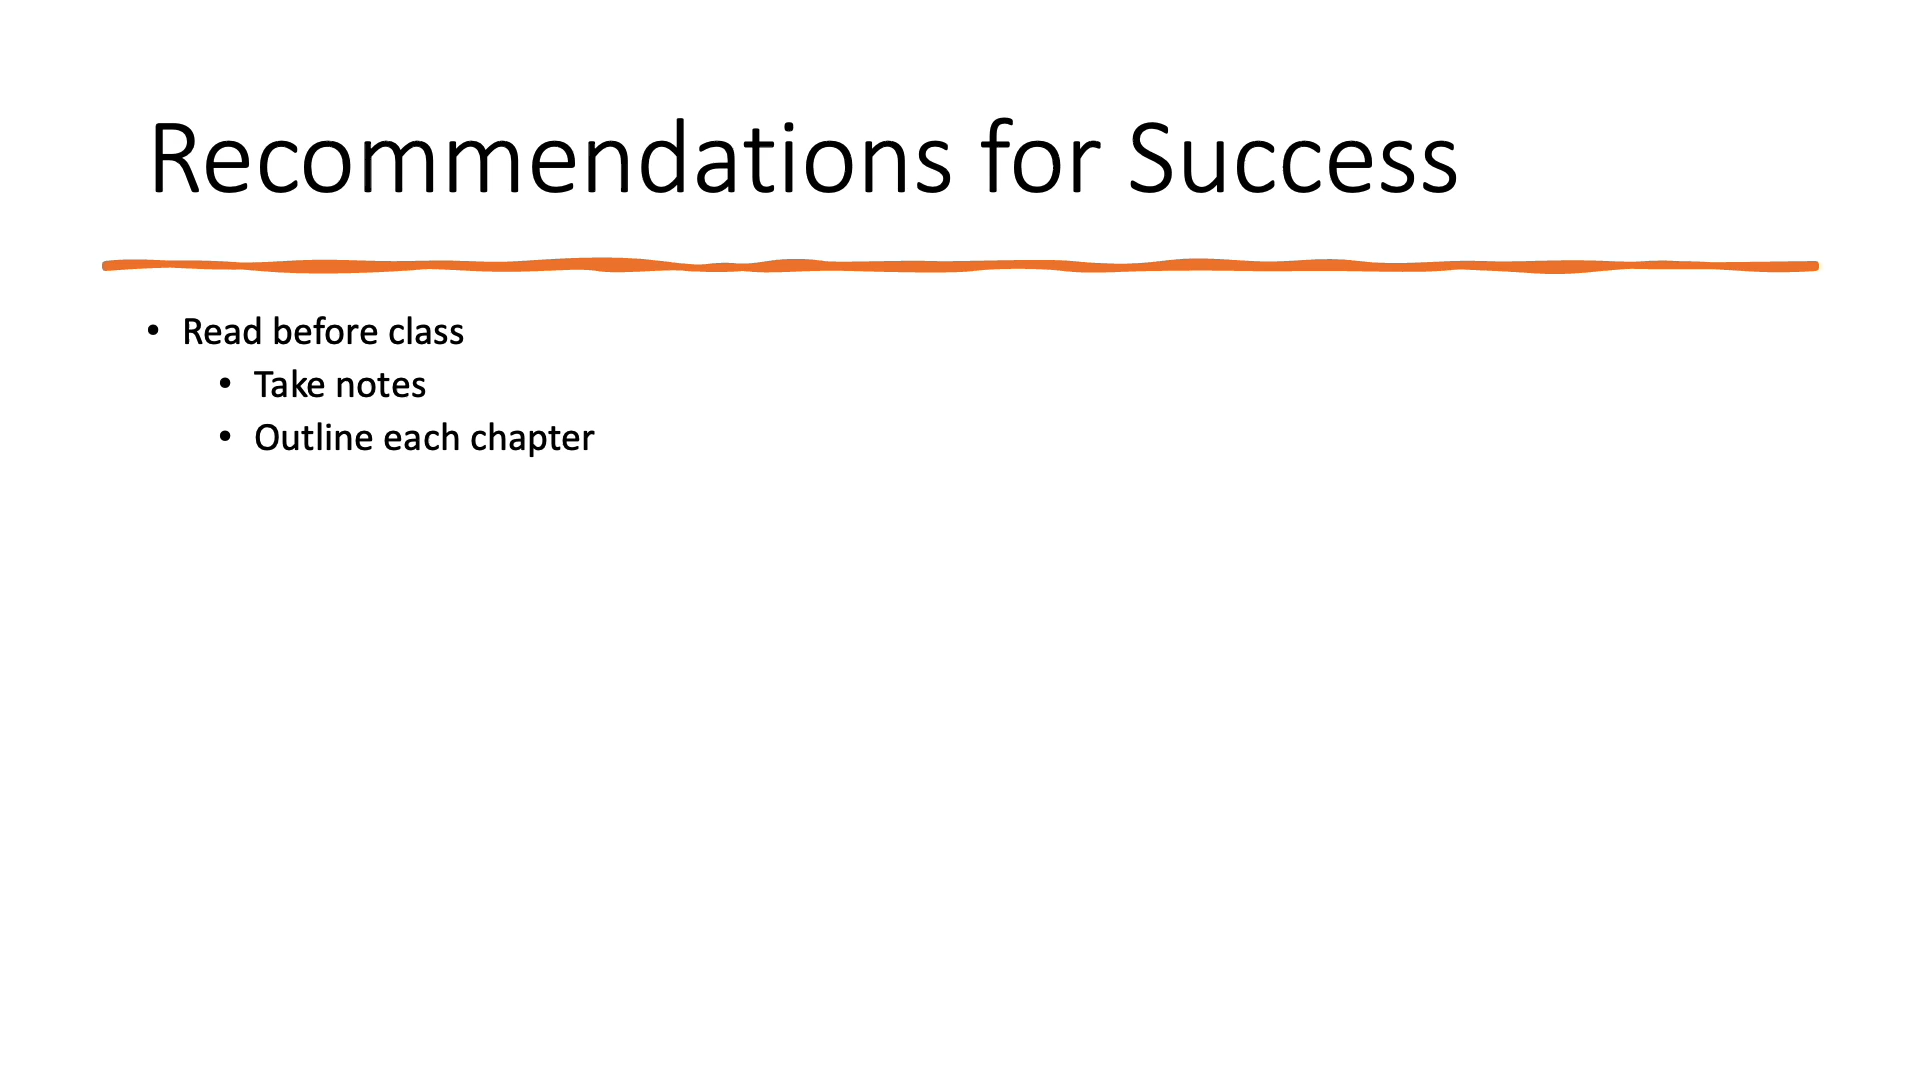 Recommendations for Success
• Read before class
• Take notes
• Outline each chapter